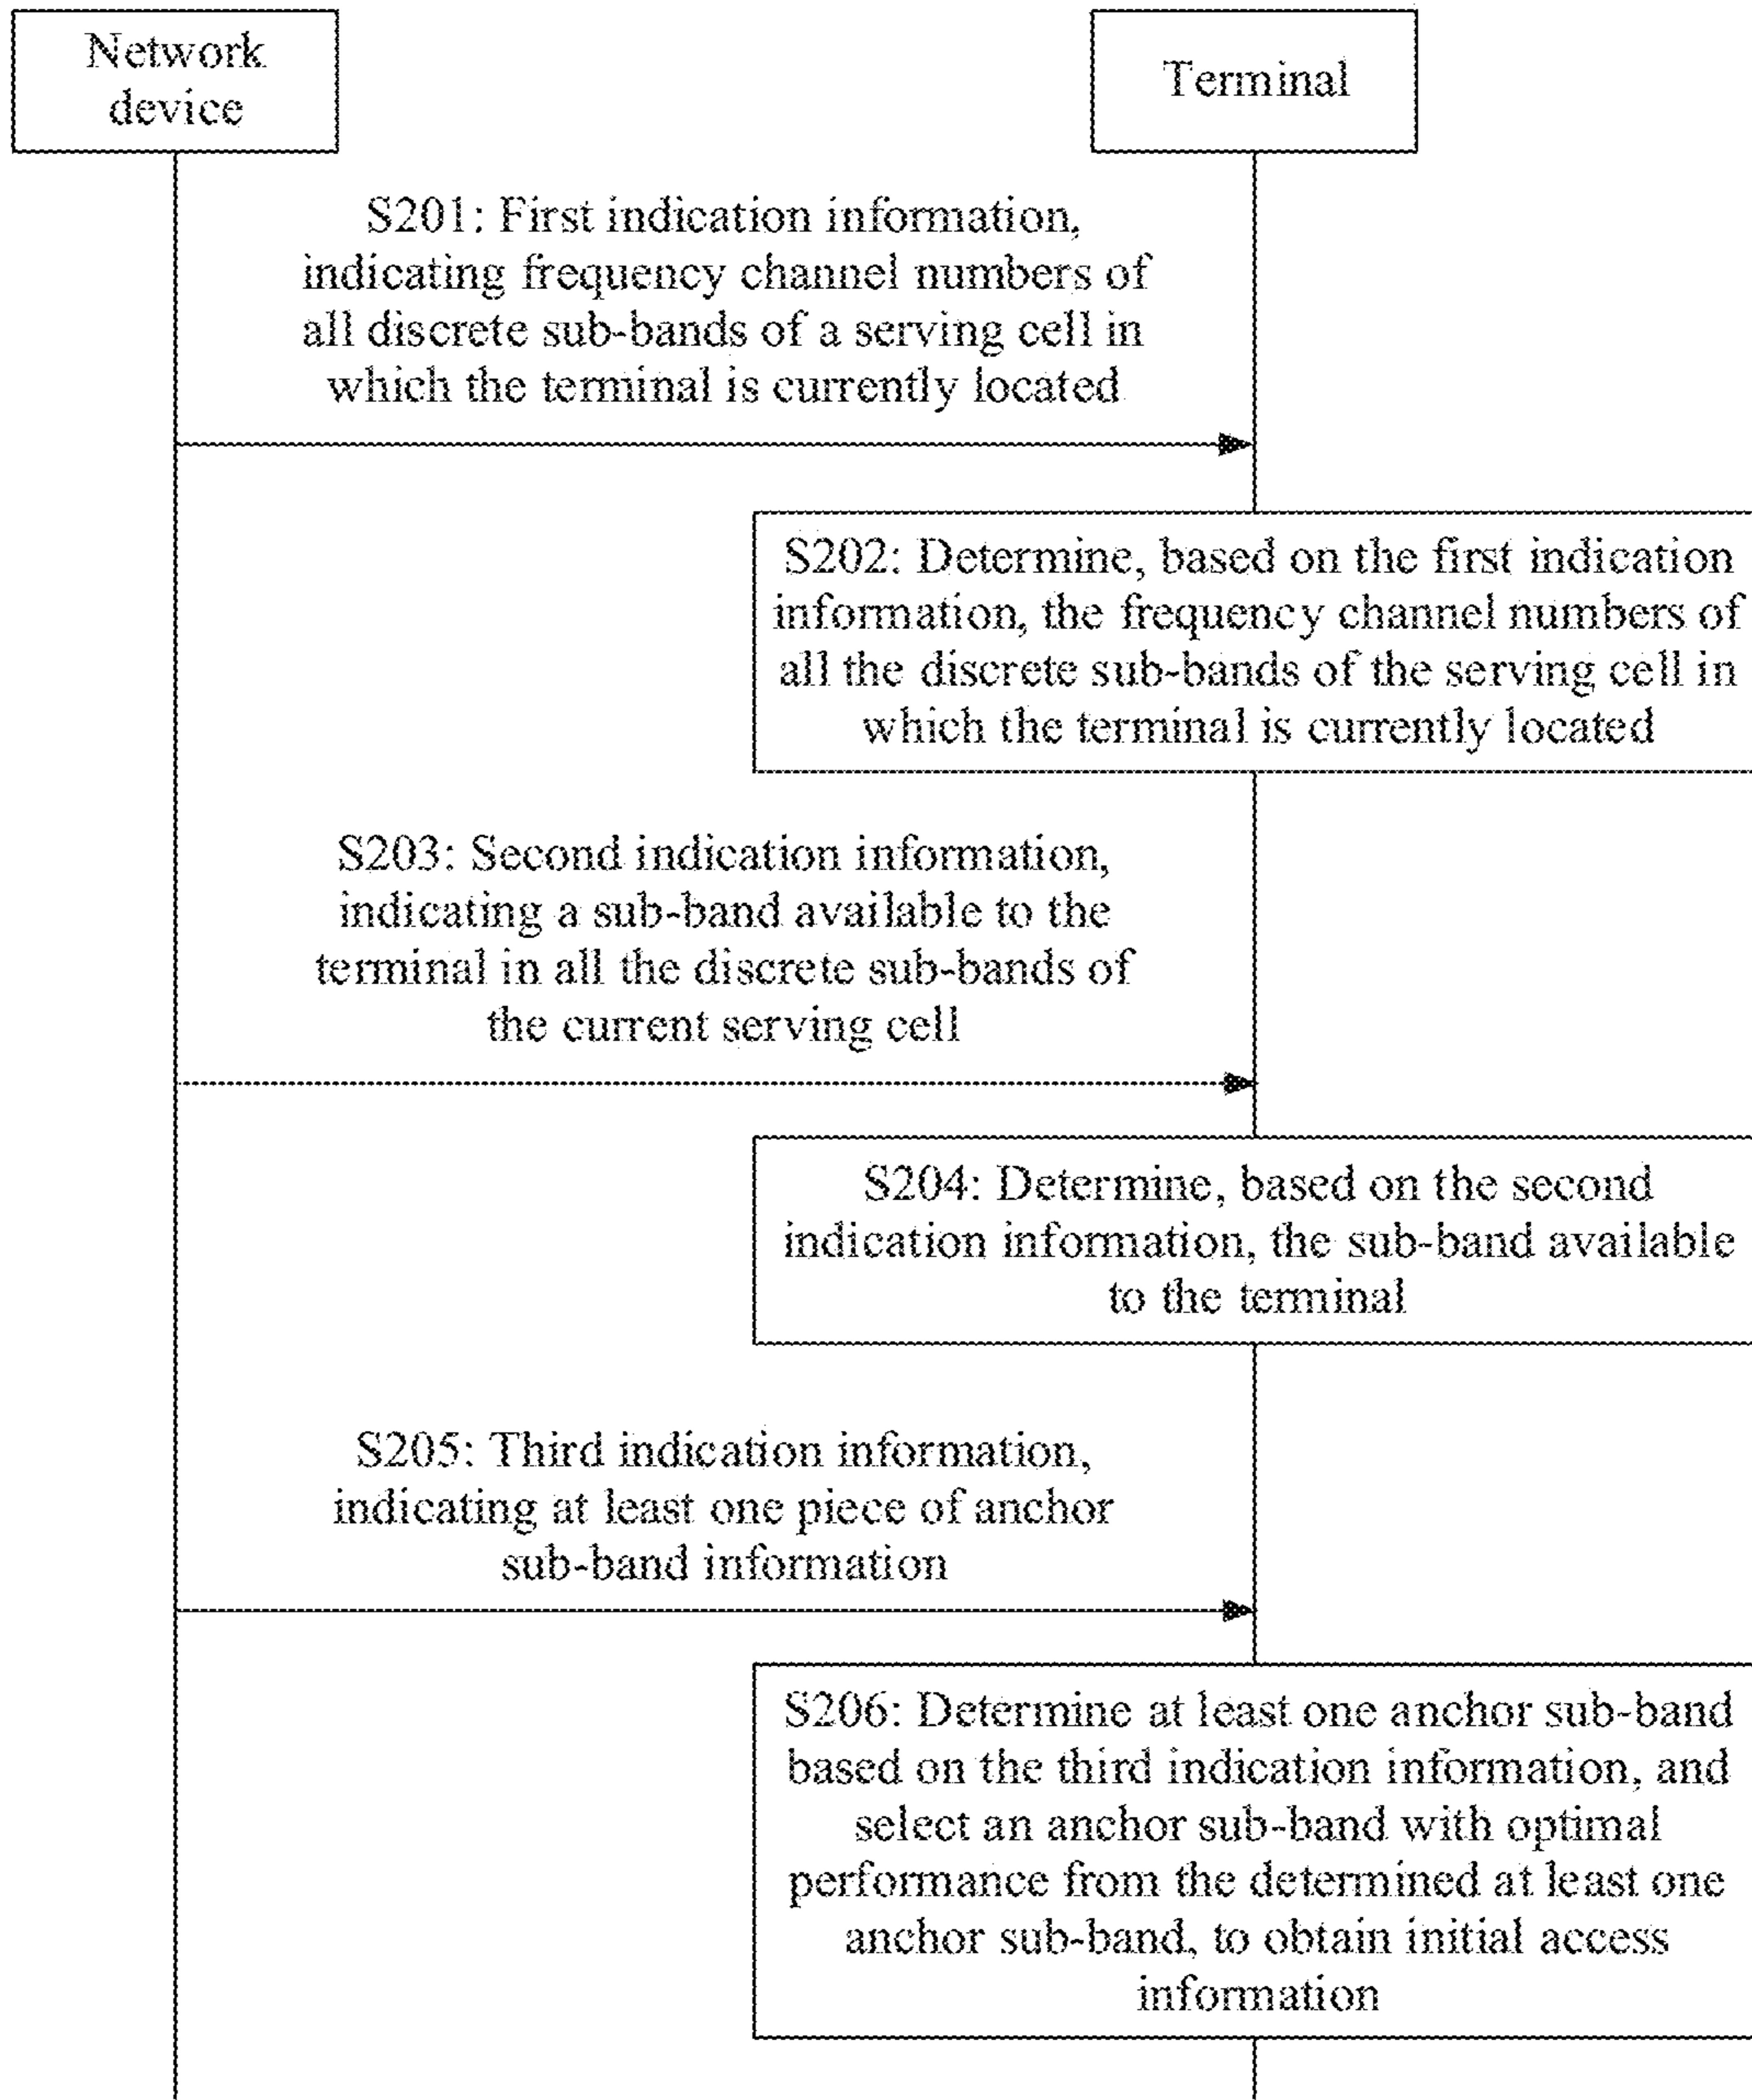 Network
device
Terminal
S201: First indication information,
indicating frequency channel numbers of
all discrete sub-bands of a serving cell in
which the terminal is currently located
S202: Determine, based on the first indication
information, the frequency channel numbers of
all the discrete sub-bands of the serving cell in
which the terminal is currently located
S203: Second indication information,
indicating a sub-band available to the
terminal in all the discrete sub-bands of
the current serving cell
S204: Determine, based on the second
indication information, the sub-band available
to the terminal
S205: Third indication information,
indicating at least one piece of anchor
sub-band information
S206: Determine at least one anchor sub-band
based on the third indication information, and
select an anchor sub-band with optimal
performance from the determined at least one
anchor sub-band, to obtain initial access
information